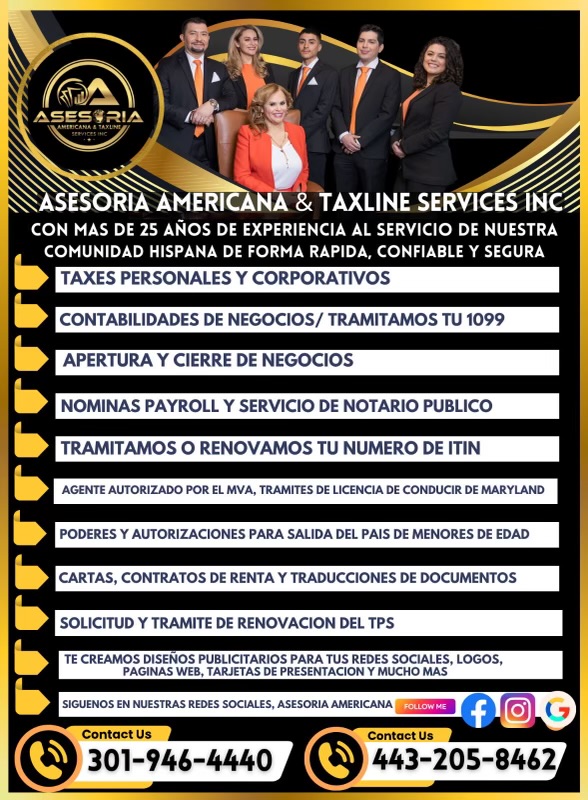 ASESORIA
AMERICANA & TAXLINE
SERVICES INC
ASESORIA AMERICANA & TAXLINE SERVICES INC
CON MAS DE 25 AÑOS DE EXPERIENCIA AL SERVICIO DE NUESTRA
COMUNIDAD HISPANA DE FORMA RAPIDA, CONFIABLE Y SEGURA
TAXES PERSONALES Y CORPORATIVOS
CONTABILIDADES DE NEGOCIOS/ TRAMITAMOS TU 1099
APERTURA Y CIERRE DE NEGOCIOS
NOMINAS PAYROLL Y SERVICIO DE NOTARIO PUBLICO
TRAMITAMOS O RENOVAMOS TU NUMERO DE ITIN
AGENTE AUTORIZADO POR EL MVA, TRAMITES DE LICENCIA DE CONDUCIR DE MARYLAND
PODERES Y AUTORIZACIONES PARA SALIDA DEL PAIS DE MENORES DE EDAD
CARTAS, CONTRATOS DE RENTA Y TRADUCCIONES DE DOCUMENTOS
SOLICITUD Y TRAMITE DE RENOVACION DEL TPS
TE CREAMOS DISEÑOS PUBLICITARIOS PARA TUS REDES SOCIALES, LOGOS,
PAGINAS WEB, TARJETAS DE PRESENTACION Y MUCHO MAS
SIGUENOS EN NUESTRAS REDES SOCIALES, ASESORIA AMERICANA FOLLOW ME
Contact Us
301-946-4440
Contact Us
443-205-8462